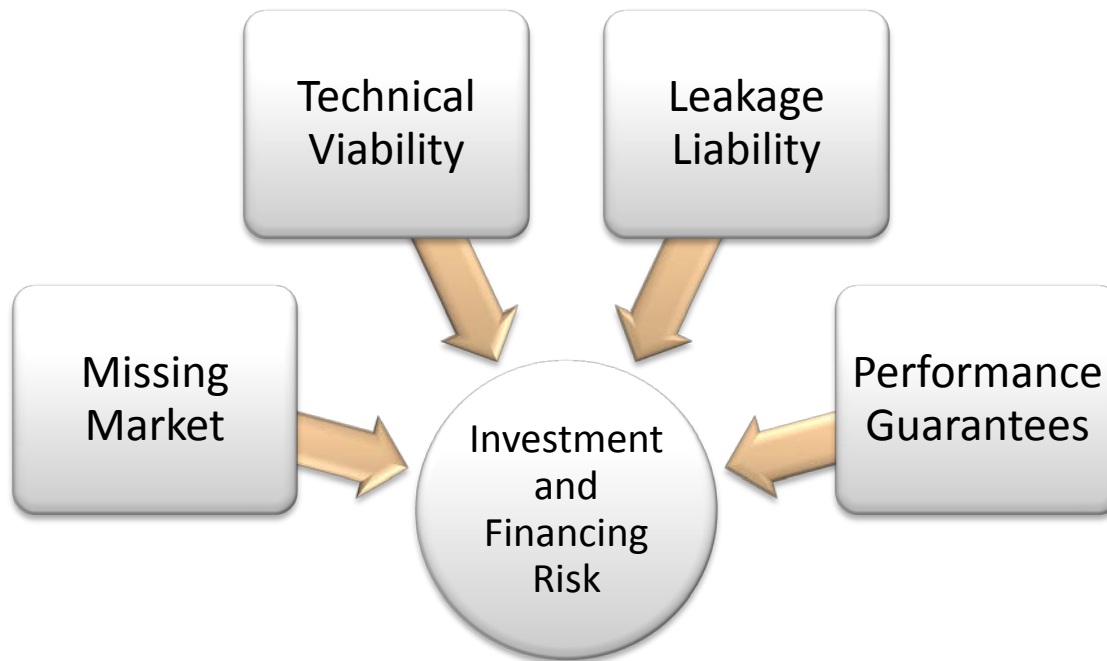 Technical
Viability
Leakage
Liability
Missing
Market
Performance
Guarantees
Investment
and
Financing
Risk